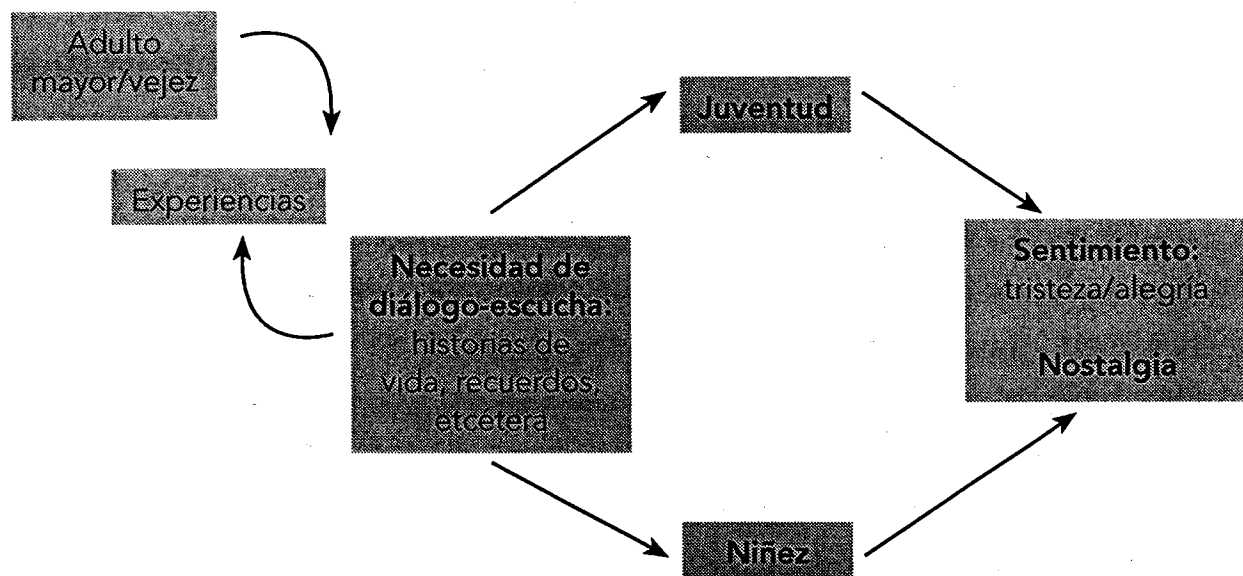 Adulto
mayor/vejez
Experiencias
Necesidad de
diálogo-escucha:
historias de
vida, recuerdos,
etcétera
Juventud
Niñez
Sentimiento:
tristeza/alegría
Nostalgia